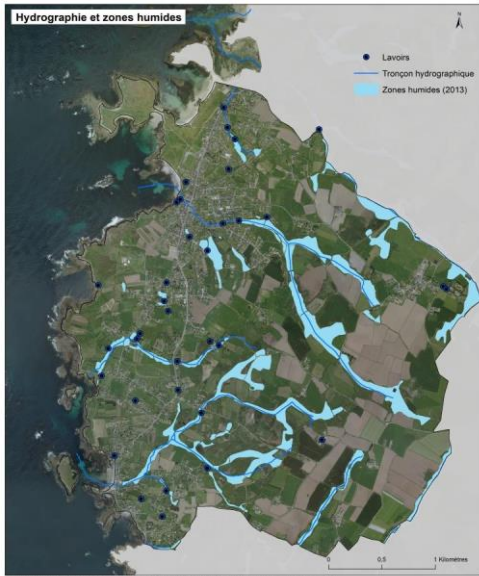 Hydrographie et zones humides
N
Lavoirs
Tronçon hydrographique
Zones humides (2013)
0 0,5 1 Kilomètres